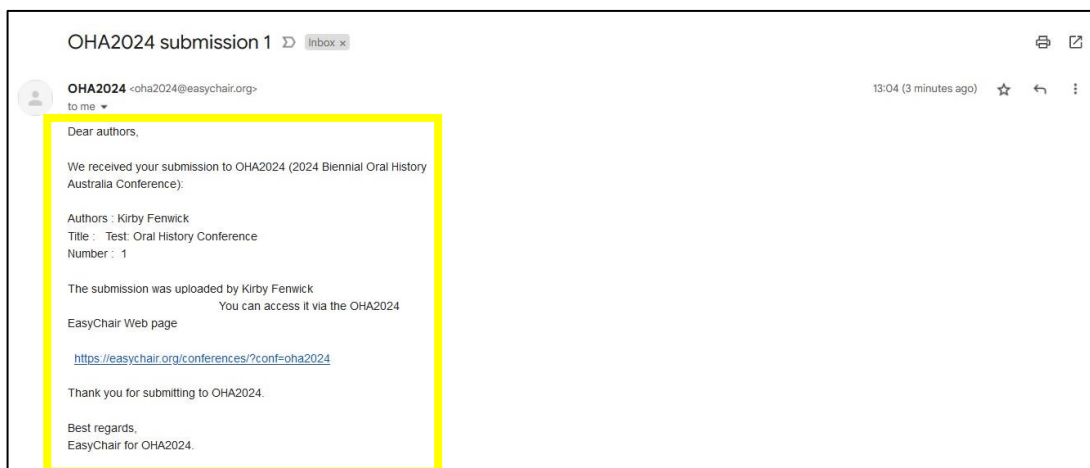 OHA2024 submission 1 Inbox x
OHA2024 <oha2024@easychair.org> 13:04 (3 minutes ago)
to me
Dear authors,
We received your submission to OHA2024 (2024 Biennial Oral History
Australia Conference):
Authors : Kirby Fenwick
Title : Test: Oral History Conference
Number : 1
The submission was uploaded by Kirby Fenwick
You can access it via the OHA2024
EasyChair Web page
https://easychair.org/conferences/?conf=oha2024
Thank you for submitting to OHA2024.
Best regards,
EasyChair for OHA2024.